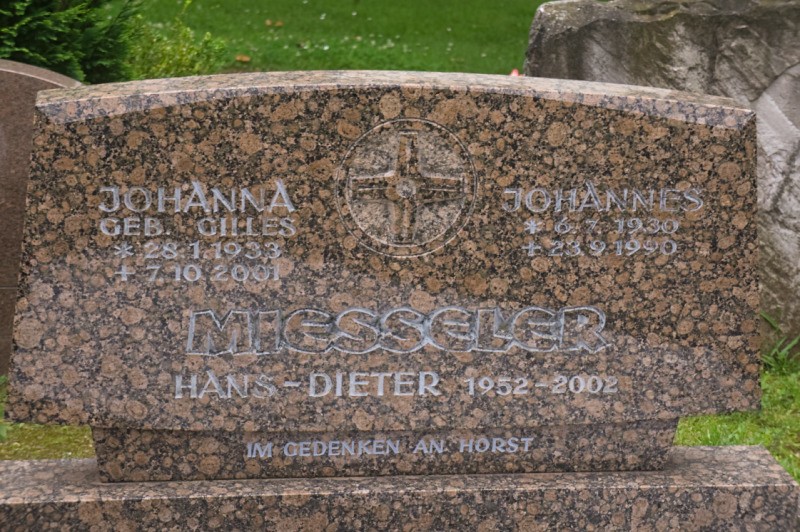 JOHANNA
GEB. GILLES
* 28.1.1933
+ 7.10.2001
JOHANNES
* 6.7.1930
+ 23.9.1990
MIESSELER
HANS-DIETER 1952-2002
IM GEDENKEN AN HORST